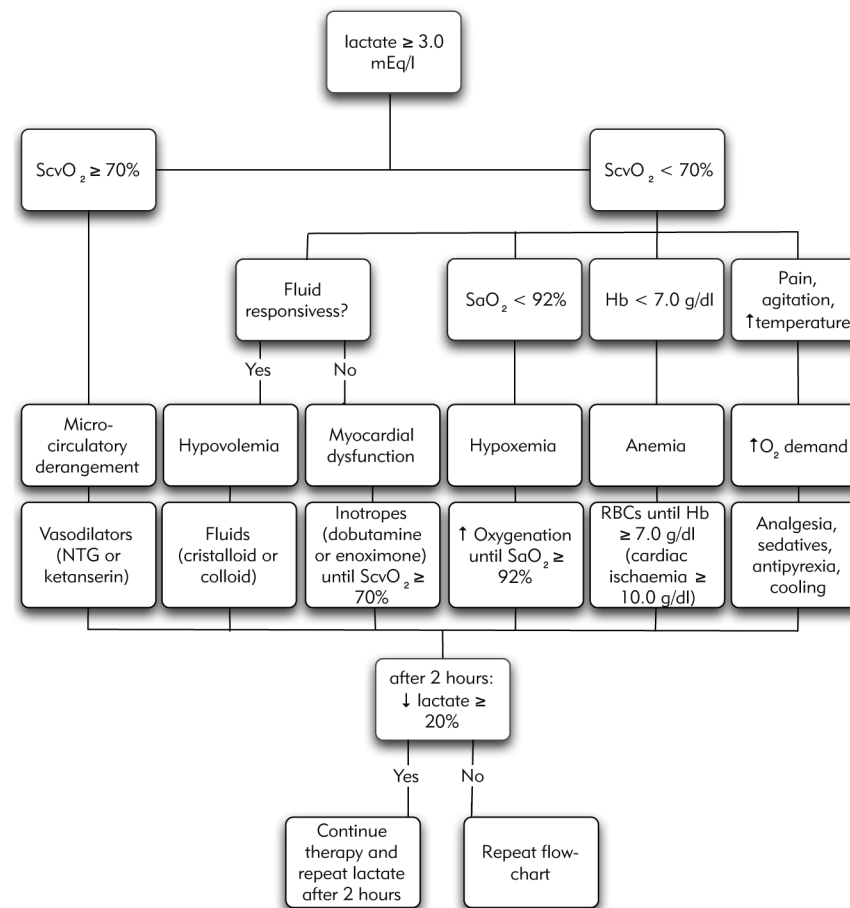 lactate ≥ 3.0
mEq/l
ScvO₂ ≥ 70%
ScvO₂ < 70%
Fluid
responsivess?
SaO₂ < 92%
Hb < 7.0 g/dl
Pain,
agitation,
↑temperature
Yes
No
Micro-
circulatory
derangement
Hypovolemia
Myocardial
dysfunction
Hypoxemia
Anemia
↑O₂ demand
Vasodilators
(NTG or
ketanserin)
Fluids
(cristalloid or
colloid)
Inotropes
(dobutamine
or enoximone)
until ScvO₂ ≥
70%
↑ Oxygenation
until SaO₂ ≥
92%
RBCs until Hb
≥ 7.0 g/dl
(cardiac
ischaemia ≥
10.0 g/dl)
Analgesia,
sedatives,
antipyrexia,
cooling
after 2 hours:
↓ lactate ≥
20%
Yes
No
Continue
therapy and
repeat lactate
after 2 hours
Repeat flow-
chart